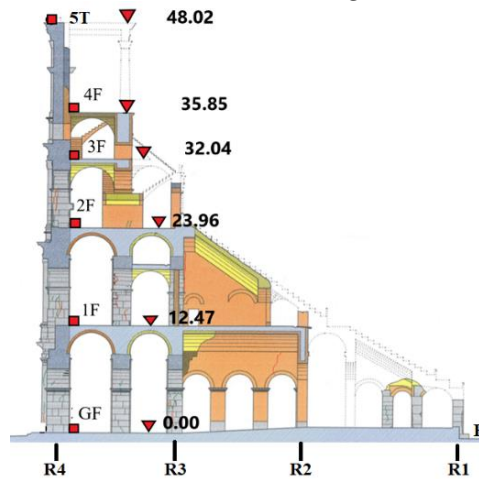 5T 48.02
4F 35.85
3F 32.04
2F 23.96
1F 12.47
GF 0.00
R4 R3 R2 R1